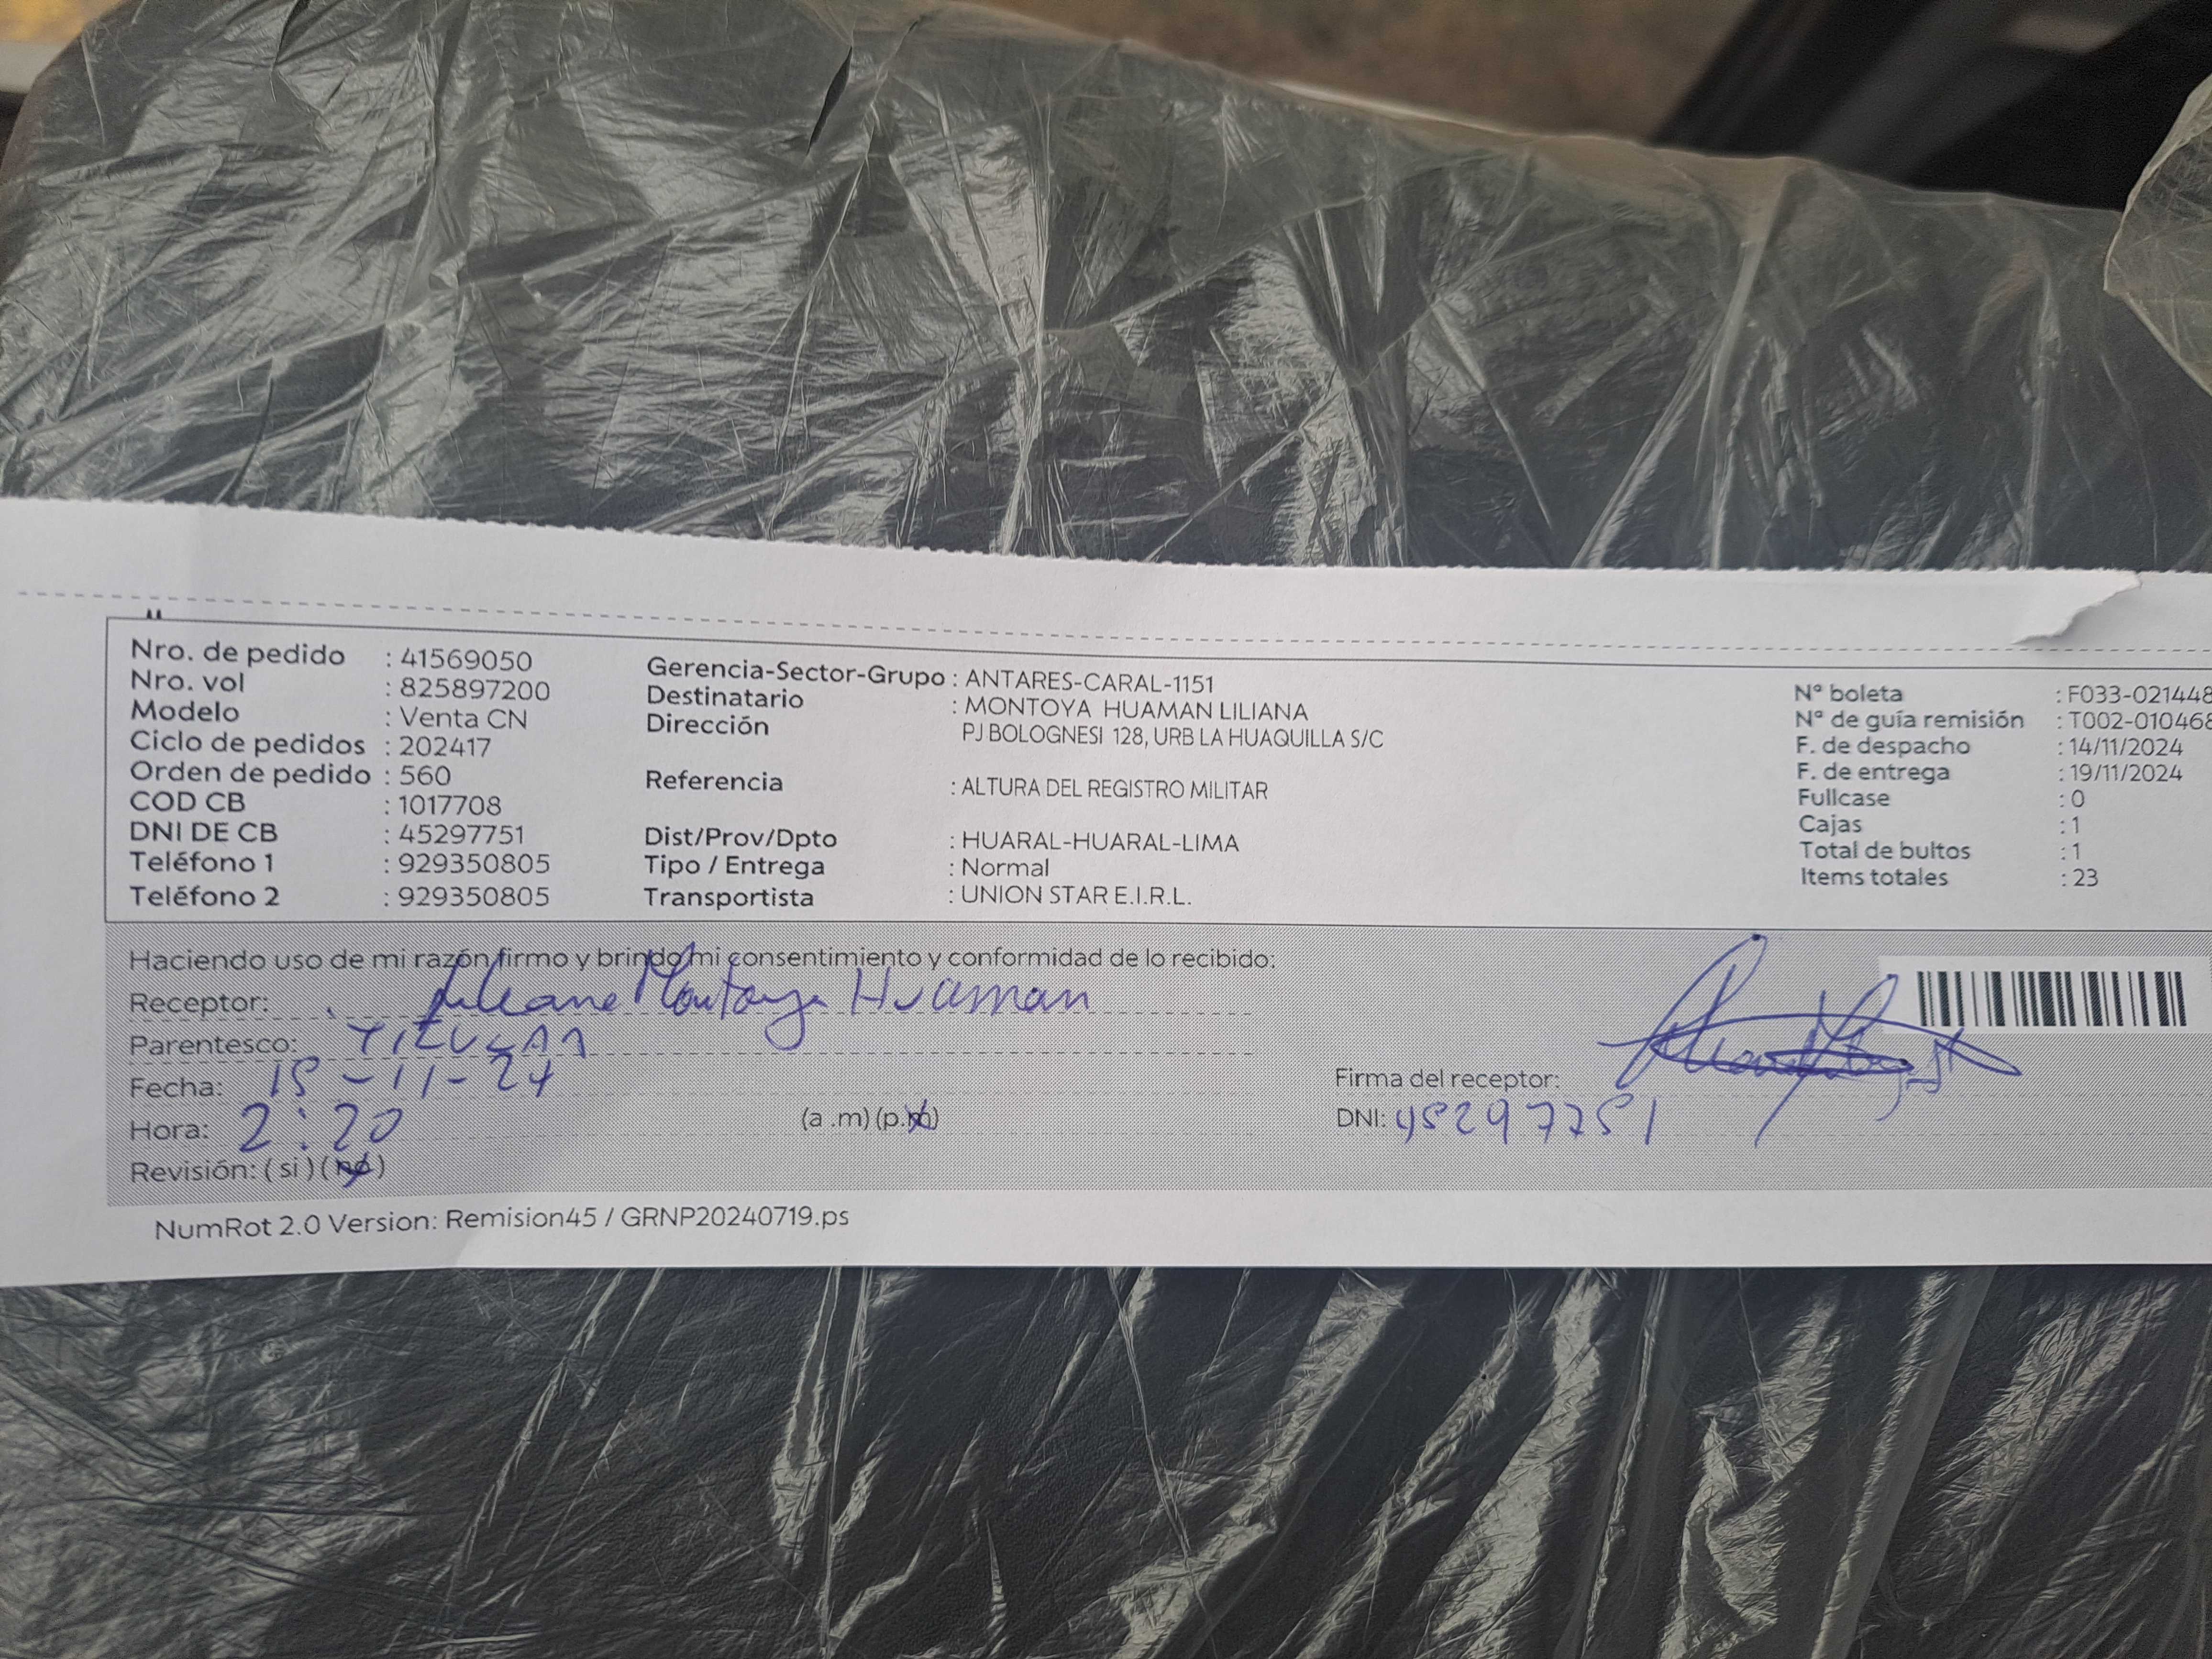 Nro. de pedido : 41569050
Nro. vol : 825897200
Modelo : Venta CN
Ciclo de pedidos : 202417
Orden de pedido : 560
COD CB : 1017708
DNI DE CB : 45297751
Teléfono 1 : 929350805
Teléfono 2 : 929350805
Gerencia-Sector-Grupo : ANTARES-CARAL-1151
Destinatario : MONTOYA HUAMAN LILIANA
Dirección PJ BOLOGNESI 128, URB LA HUAQUILLA S/C
Referencia : ALTURA DEL REGISTRO MILITAR
Dist/Prov/Dpto : HUARAL-HUARAL-LIMA
Tipo / Entrega : Normal
Transportista : UNION STAR E.I.R.L.
N° boleta : F033-021448
N° de guía remisión : T002-010468
F. de despacho : 14/11/2024
F. de entrega : 19/11/2024
Fullcase : 0
Cajas : 1
Total de bultos : 1
Items totales : 23
Haciendo uso de mi razón firmo y brindo mi consentimiento y conformidad de lo recibido:
Receptor: Montoya Huaman
Parentesco: TITULAR
Fecha: 15-11-24
Hora: 2:20 (a .m) (p.m)
Revisión: (si) (no)
Firma del receptor:
DNI: 45297751
NumRot 2.0 Version: Remision45 / GRNP20240719.ps